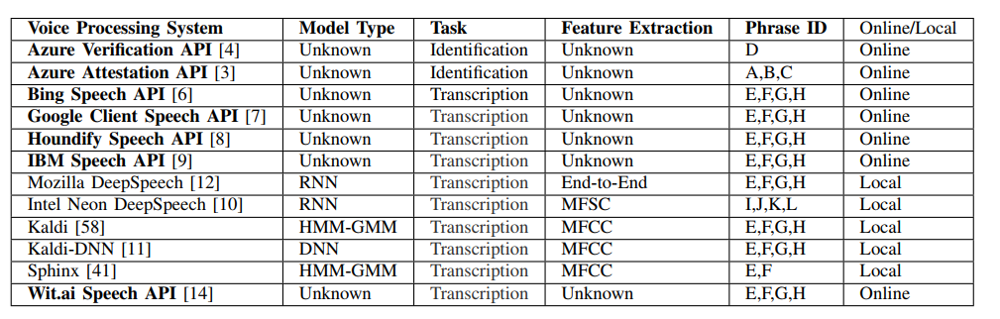 Voice Processing System Model Type Task Feature Extraction Phrase ID Online/Local
Azure Verification API [4] Unknown Identification Unknown D Online
Azure Attestation API [3] Unknown Identification Unknown A,B,C Online
Bing Speech API [6] Unknown Transcription Unknown E,F,G,H Online
Google Client Speech API [7] Unknown Transcription Unknown E,F,G,H Online
Houndify Speech API [8] Unknown Transcription Unknown E,F,G,H Online
IBM Speech API [9] Unknown Transcription Unknown E,F,G,H Online
Mozilla DeepSpeech [12] RNN Transcription End-to-End E,F,G,H Local
Intel Neon DeepSpeech [10] RNN Transcription MFSC I,J,K,L Local
Kaldi [58] HMM-GMM Transcription MFCC E,F,G,H Local
Kaldi-DNN [11] DNN Transcription MFCC E,F,G,H Local
Sphinx [41] HMM-GMM Transcription MFCC E,F Local
Wit.ai Speech API [14] Unknown Transcription Unknown E,F,G,H Online